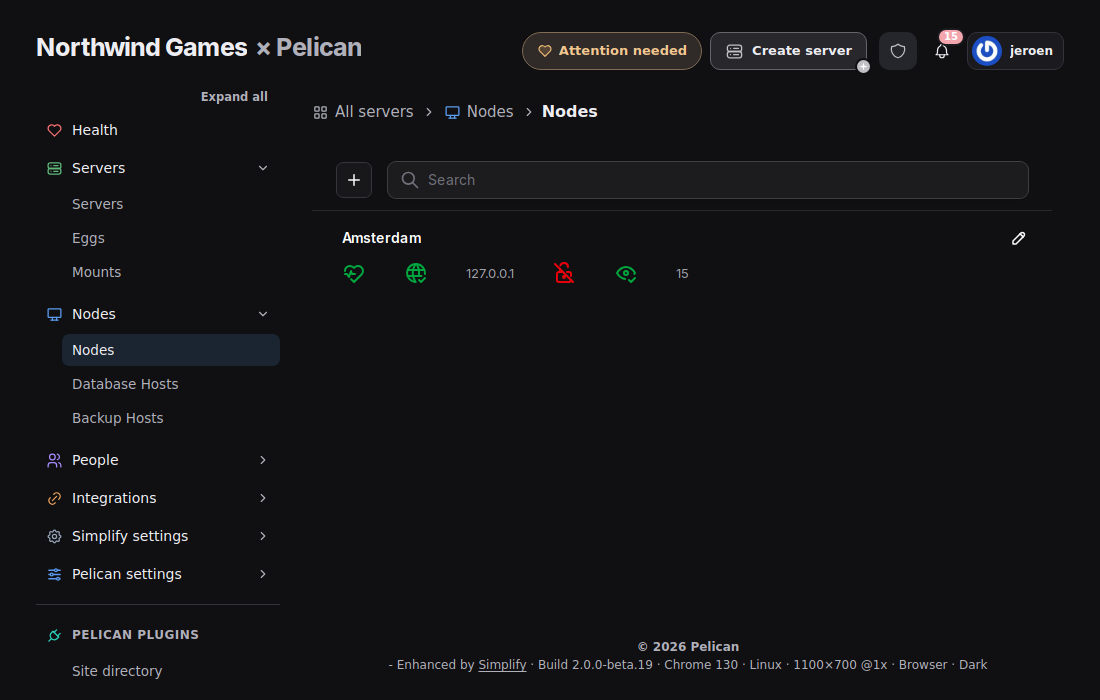 Northwind Games × Pelican
Attention needed
Create server
15
jeroen
Expand all
Health
Servers
Servers
Eggs
Mounts
Nodes
Nodes
Database Hosts
Backup Hosts
People
Integrations
Simplify settings
Pelican settings
PELICAN PLUGINS
Site directory
All servers › Nodes › Nodes
Search
Amsterdam
127.0.0.1
15
© 2026 Pelican
- Enhanced by Simplify · Build 2.0.0-beta.19 · Chrome 130 · Linux · 1100×700 @1x · Browser · Dark